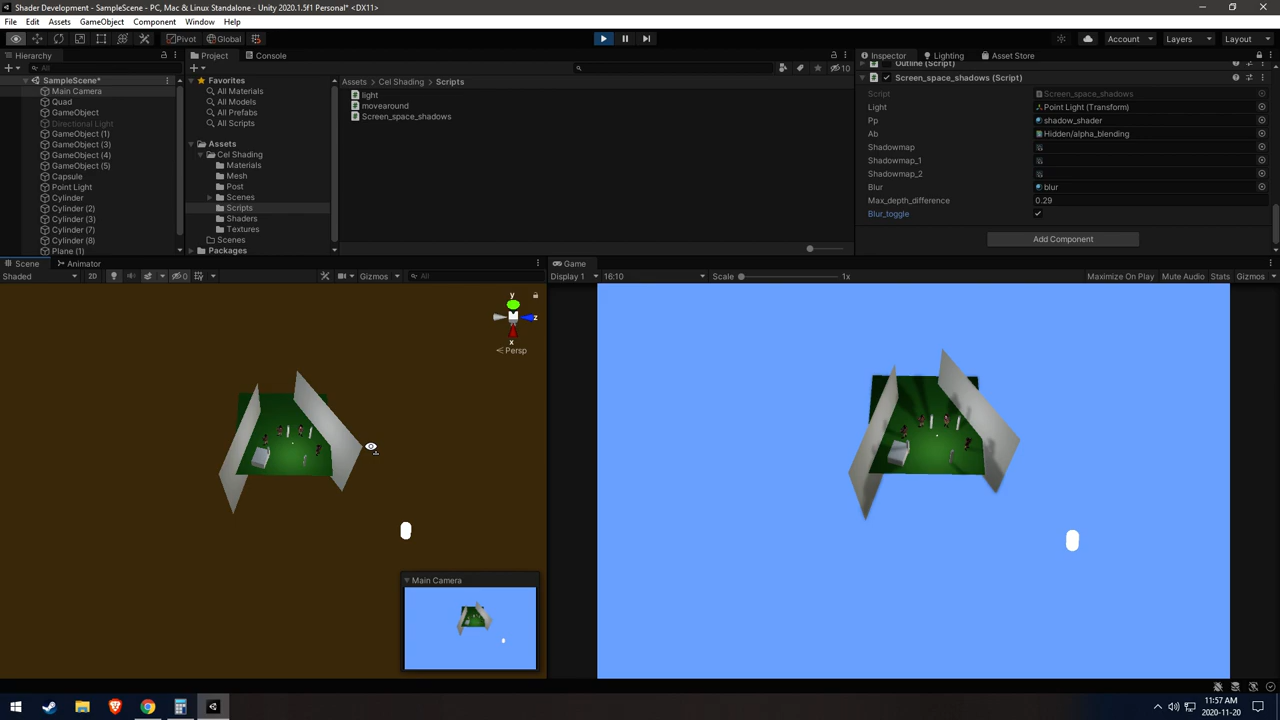 Shader Development - SampleScene - PC, Mac & Linux Standalone - Unity 2020.1.5f1 Personal* <DX11>
File Edit Assets GameObject Component Window Help
Pivot Global Account Layers Layout
Hierarchy
All
SampleScene*
Main Camera
Quad
GameObject
Directional Light
GameObject (1)
GameObject (3)
GameObject (4)
GameObject (5)
Capsule
Point Light
Cylinder
Cylinder (2)
Cylinder (3)
Cylinder (7)
Cylinder (8)
Plane (1)
Project Console
10
Favorites
All Materials
All Models
All Prefabs
All Scripts
Assets
Cel Shading
Materials
Mesh
Post
Scenes
Scripts
Shaders
Textures
Scenes
Packages
Assets Cel Shading Scripts
light
movearound
Screen_space_shadows
Inspector Lighting Asset Store
Outline (Script)
Screen_space_shadows (Script)
Script Screen_space_shadows
Light Point Light (Transform)
Pp shadow_shader
Ab Hidden/alpha_blending
Shadowmap
Shadowmap_1
Shadowmap_2
Blur blur
Max_depth_difference 0.29
Blur_toggle
Add Component
Scene Animator
Shaded 2D 0 Gizmos All
y
z
x
Persp
Main Camera
Game
Display 1 16:10 Scale 1x Maximize On Play Mute Audio Stats Gizmos
11:57 AM
2020-11-20